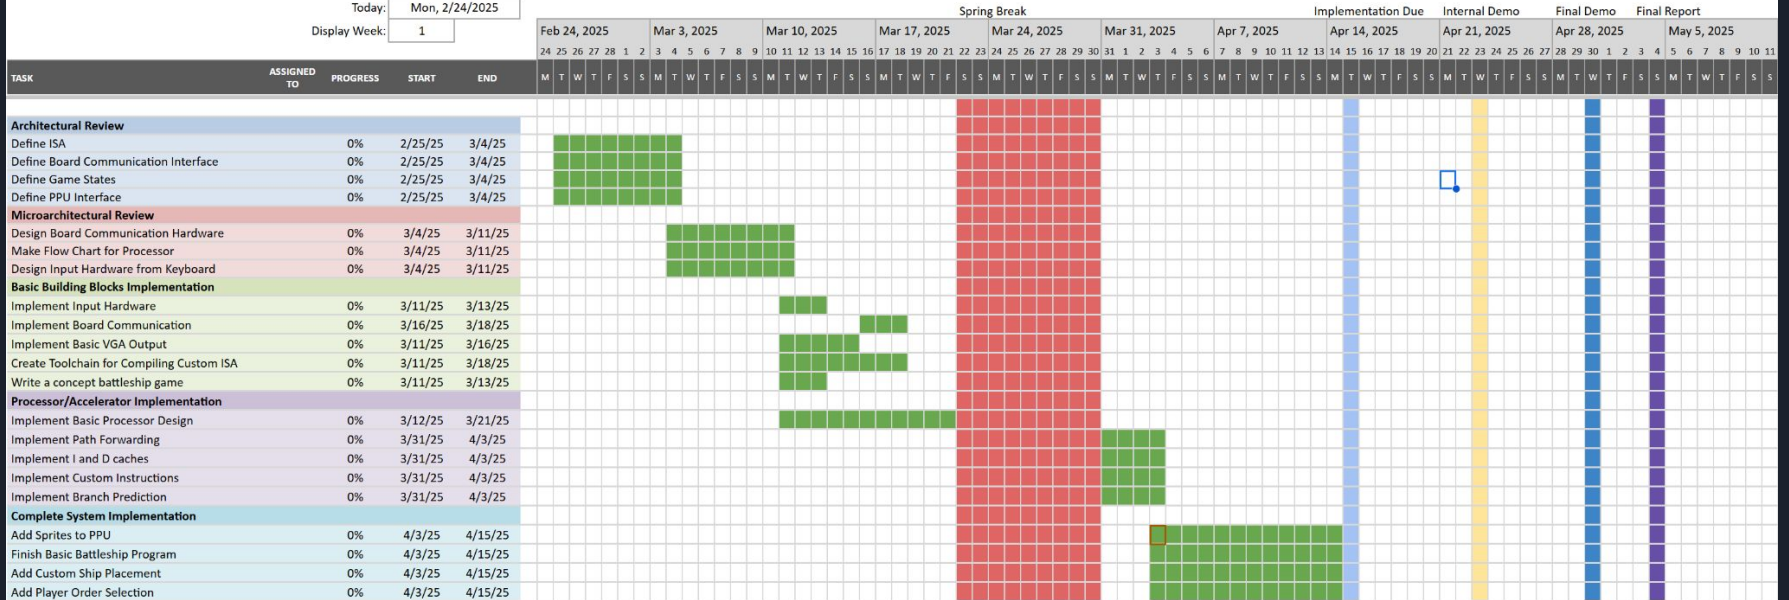 Today: Mon, 2/24/2025
Spring Break Implementation Due Internal Demo Final Demo Final Report
Display Week: 1
Feb 24, 2025 Mar 3, 2025 Mar 10, 2025 Mar 17, 2025 Mar 24, 2025 Mar 31, 2025 Apr 7, 2025 Apr 14, 2025 Apr 21, 2025 Apr 28, 2025 May 5, 2025
24 25 26 27 28 1 2 3 4 5 6 7 8 9 10 11 12 13 14 15 16 17 18 19 20 21 22 23 24 25 26 27 28 29 30 31 1 2 3 4 5 6 7 8 9 10 11 12 13 14 15 16 17 18 19 20 21 22 23 24 25 26 27 28 29 30 1 2 3 4 5 6 7 8 9 10 11
TASK ASSIGNED TO PROGRESS START END M T W T F S S M T W T F S S M T W T F S S M T W T F S S M T W T F S S M T W T F S S M T W T F S S M T W T F S S M T W T F S S M T W T F S S M T W T F S S
Architectural Review
Define ISA 0% 2/25/25 3/4/25
Define Board Communication Interface 0% 2/25/25 3/4/25
Define Game States 0% 2/25/25 3/4/25
Define PPU Interface 0% 2/25/25 3/4/25
Microarchitectural Review
Design Board Communication Hardware 0% 3/4/25 3/11/25
Make Flow Chart for Processor 0% 3/4/25 3/11/25
Design Input Hardware from Keyboard 0% 3/4/25 3/11/25
Basic Building Blocks Implementation
Implement Input Hardware 0% 3/11/25 3/13/25
Implement Board Communication 0% 3/16/25 3/18/25
Implement Basic VGA Output 0% 3/11/25 3/16/25
Create Toolchain for Compiling Custom ISA 0% 3/11/25 3/18/25
Write a concept battleship game 0% 3/11/25 3/13/25
Processor/Accelerator Implementation
Implement Basic Processor Design 0% 3/12/25 3/21/25
Implement Path Forwarding 0% 3/31/25 4/3/25
Implement I and D caches 0% 3/31/25 4/3/25
Implement Custom Instructions 0% 3/31/25 4/3/25
Implement Branch Prediction 0% 3/31/25 4/3/25
Complete System Implementation
Add Sprites to PPU 0% 4/3/25 4/15/25
Finish Basic Battleship Program 0% 4/3/25 4/15/25
Add Custom Ship Placement 0% 4/3/25 4/15/25
Add Player Order Selection 0% 4/3/25 4/15/25